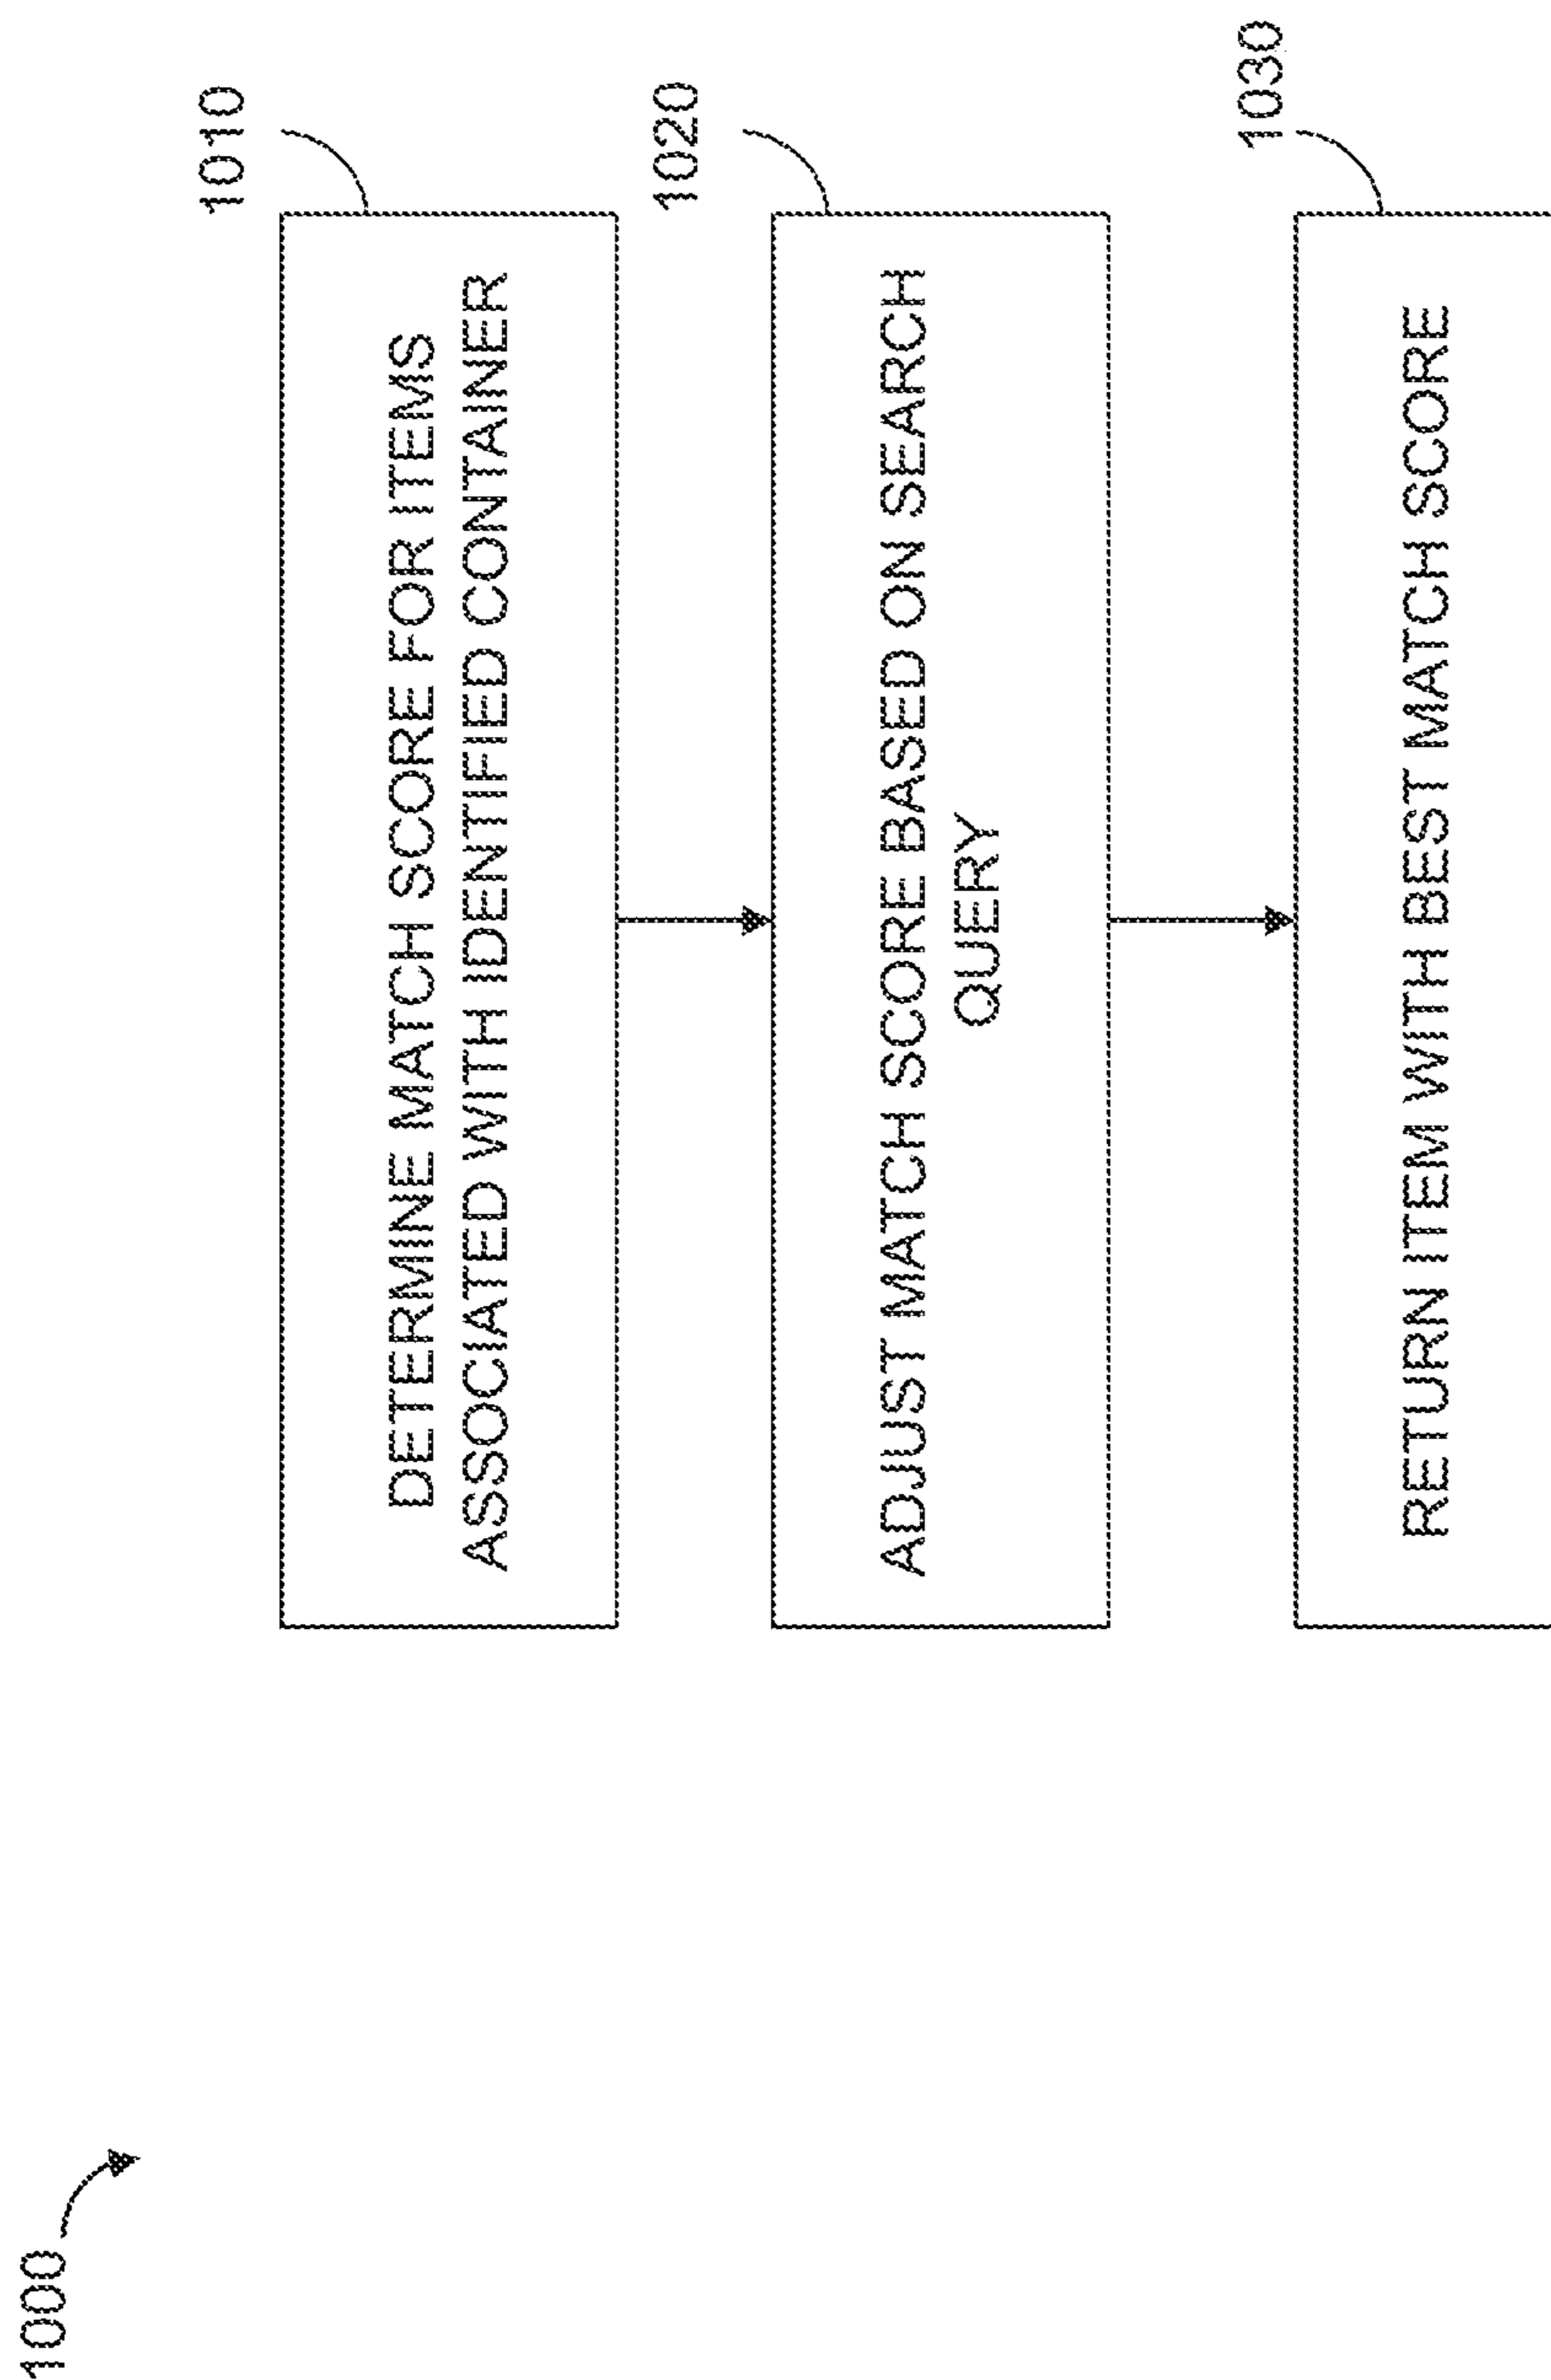 1000
1010
DETERMINE MATCH SCORE FOR ITEMS
ASSOCIATED WITH IDENTIFIED CONTAINER
1020
ADJUST MATCH SCORE BASED ON SEARCH
QUERY
1030
RETURN ITEM WITH BEST MATCH SCORE